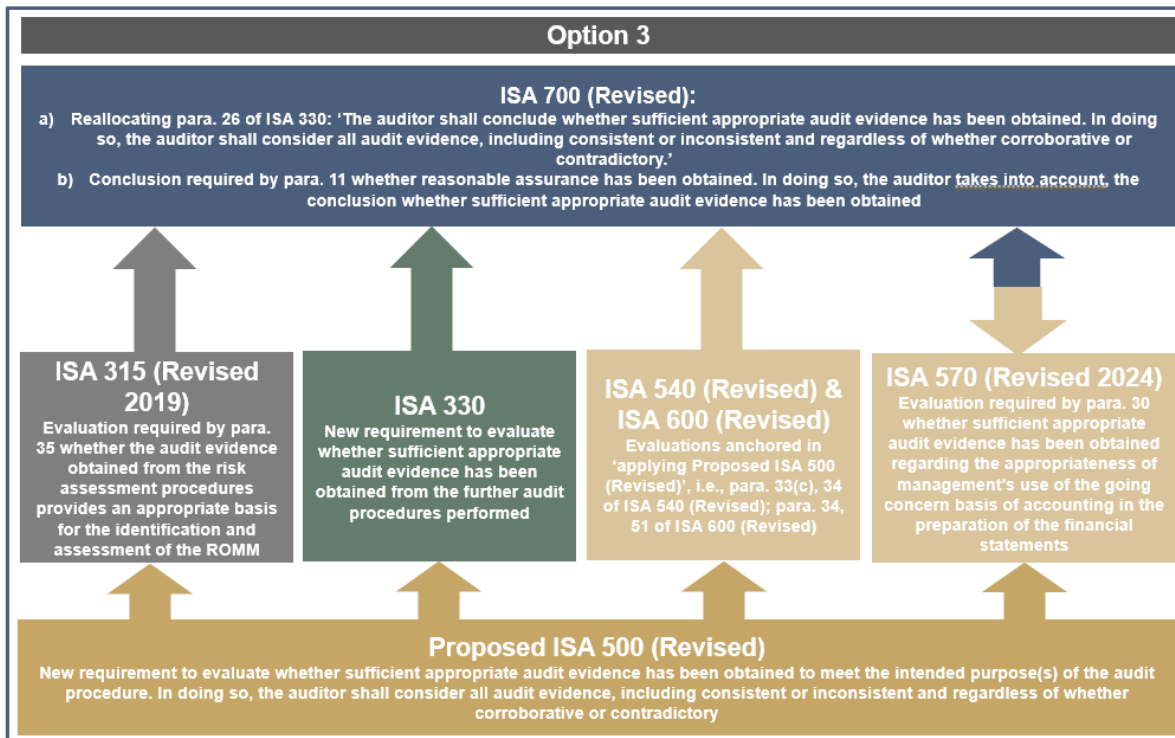 Option 3
ISA 700 (Revised):
a) Reallocating para. 26 of ISA 330: ‘The auditor shall conclude whether sufficient appropriate audit evidence has been obtained. In doing
so, the auditor shall consider all audit evidence, including consistent or inconsistent and regardless of whether corroborative or
contradictory.’
b) Conclusion required by para. 11 whether reasonable assurance has been obtained. In doing so, the auditor takes into account, the
conclusion whether sufficient appropriate audit evidence has been obtained
ISA 315 (Revised
2019)
Evaluation required by para.
35 whether the audit evidence
obtained from the risk
assessment procedures
provides an appropriate basis
for the identification and
assessment of the ROMM
ISA 330
New requirement to evaluate
whether sufficient appropriate
audit evidence has been
obtained from the further audit
procedures performed
ISA 540 (Revised) &
ISA 600 (Revised)
Evaluations anchored in
‘applying Proposed ISA 500
(Revised)’, i.e., para. 33(c), 34
of ISA 540 (Revised); para. 34,
51 of ISA 600 (Revised)
ISA 570 (Revised 2024)
Evaluation required by para. 30
whether sufficient appropriate
audit evidence has been obtained
regarding the appropriateness of
management’s use of the going
concern basis of accounting in the
preparation of the financial
statements
Proposed ISA 500 (Revised)
New requirement to evaluate whether sufficient appropriate audit evidence has been obtained to meet the intended purpose(s) of the audit
procedure. In doing so, the auditor shall consider all audit evidence, including consistent or inconsistent and regardless of whether
corroborative or contradictory